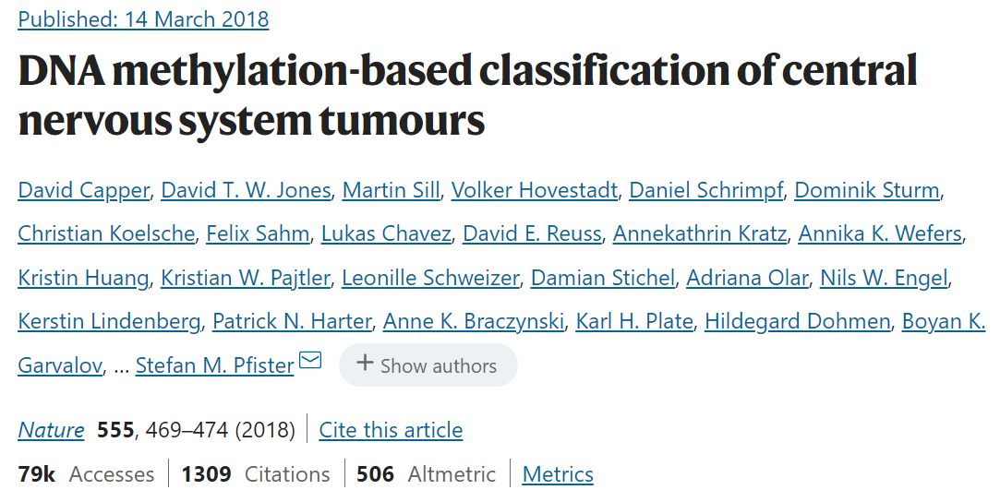 Published: 14 March 2018
DNA methylation-based classification of central
nervous system tumours
David Capper, David T. W. Jones, Martin Sill, Volker Hovestadt, Daniel Schrimpf, Dominik Sturm,
Christian Koelsche, Felix Sahm, Lukas Chavez, David E. Reuss, Annekathrin Kratz, Annika K. Wefers,
Kristin Huang, Kristian W. Pajtler, Leonille Schweizer, Damian Stichel, Adriana Olar, Nils W. Engel,
Kerstin Lindenberg, Patrick N. Harter, Anne K. Braczynski, Karl H. Plate, Hildegard Dohmen, Boyan K.
Garvalov, … Stefan M. Pfister + Show authors
Nature 555, 469–474 (2018) | Cite this article
79k Accesses | 1309 Citations | 506 Altmetric | Metrics